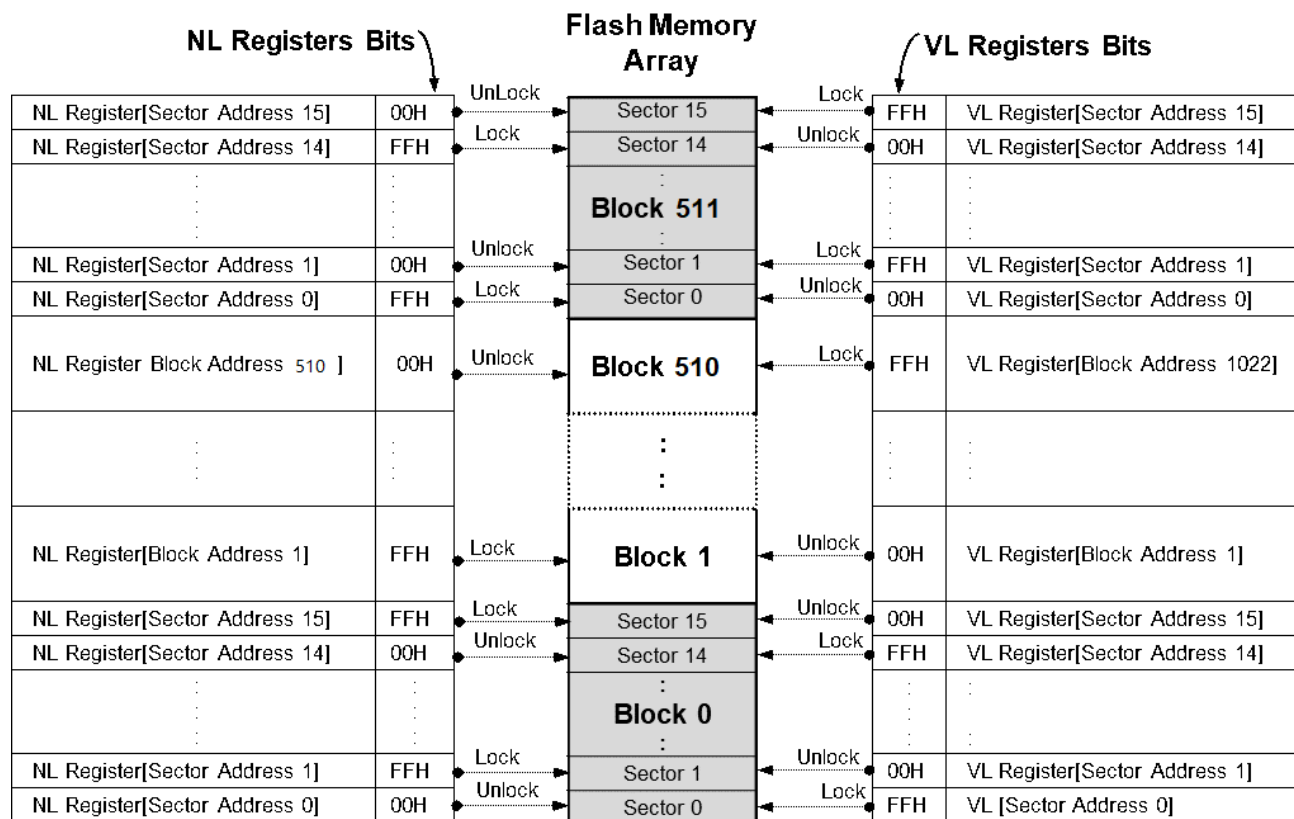 Flash Memory
Array
NL Registers Bits
VL Registers Bits
NL Register[Sector Address 15] 00H UnLock Sector 15 Lock FFH VL Register[Sector Address 15]
NL Register[Sector Address 14] FFH Lock Sector 14 Unlock 00H VL Register[Sector Address 14]
Block 511
NL Register[Sector Address 1] 00H Unlock Sector 1 Lock FFH VL Register[Sector Address 1]
NL Register[Sector Address 0] FFH Lock Sector 0 Unlock 00H VL Register[Sector Address 0]
NL Register Block Address 510 ] 00H Unlock Block 510 Lock FFH VL Register[Block Address 1022]
NL Register[Block Address 1] FFH Lock Block 1 Unlock 00H VL Register[Block Address 1]
NL Register[Sector Address 15] FFH Lock Sector 15 Unlock 00H VL Register[Sector Address 15]
NL Register[Sector Address 14] 00H Unlock Sector 14 Lock FFH VL Register[Sector Address 14]
Block 0
NL Register[Sector Address 1] FFH Lock Sector 1 Unlock 00H VL Register[Sector Address 1]
NL Register[Sector Address 0] 00H Unlock Sector 0 Lock FFH VL [Sector Address 0]